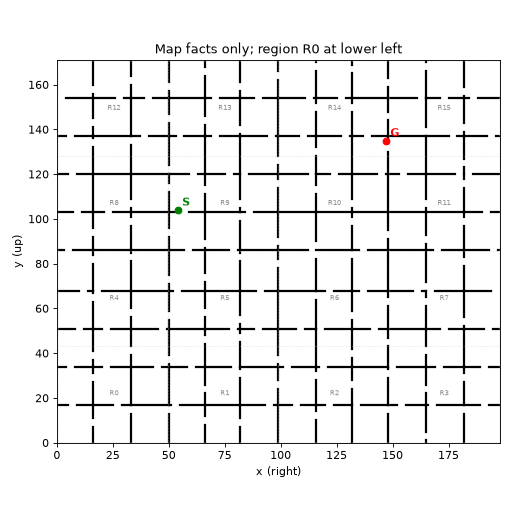 Map facts only; region R0 at lower left
160
140
120
100
80
60
40
20
0
y (up)
R12 R13 R14 R15
G
R8 S R9 R10 R11
R4 R5 R6 R7
R0 R1 R2 R3
0 25 50 75 100 125 150 175
x (right)